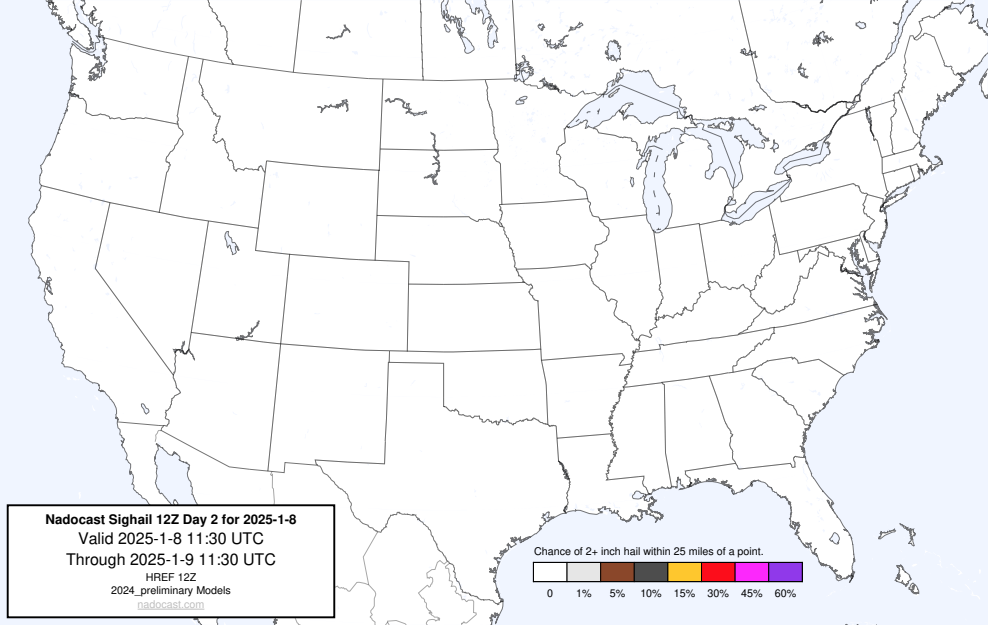 Nadocast Sighail 12Z Day 2 for 2025-1-8
Valid 2025-1-8 11:30 UTC
Through 2025-1-9 11:30 UTC
HREF 12Z
2024_preliminary Models
nadocast.com
Chance of 2+ inch hail within 25 miles of a point.
0 1% 5% 10% 15% 30% 45% 60%